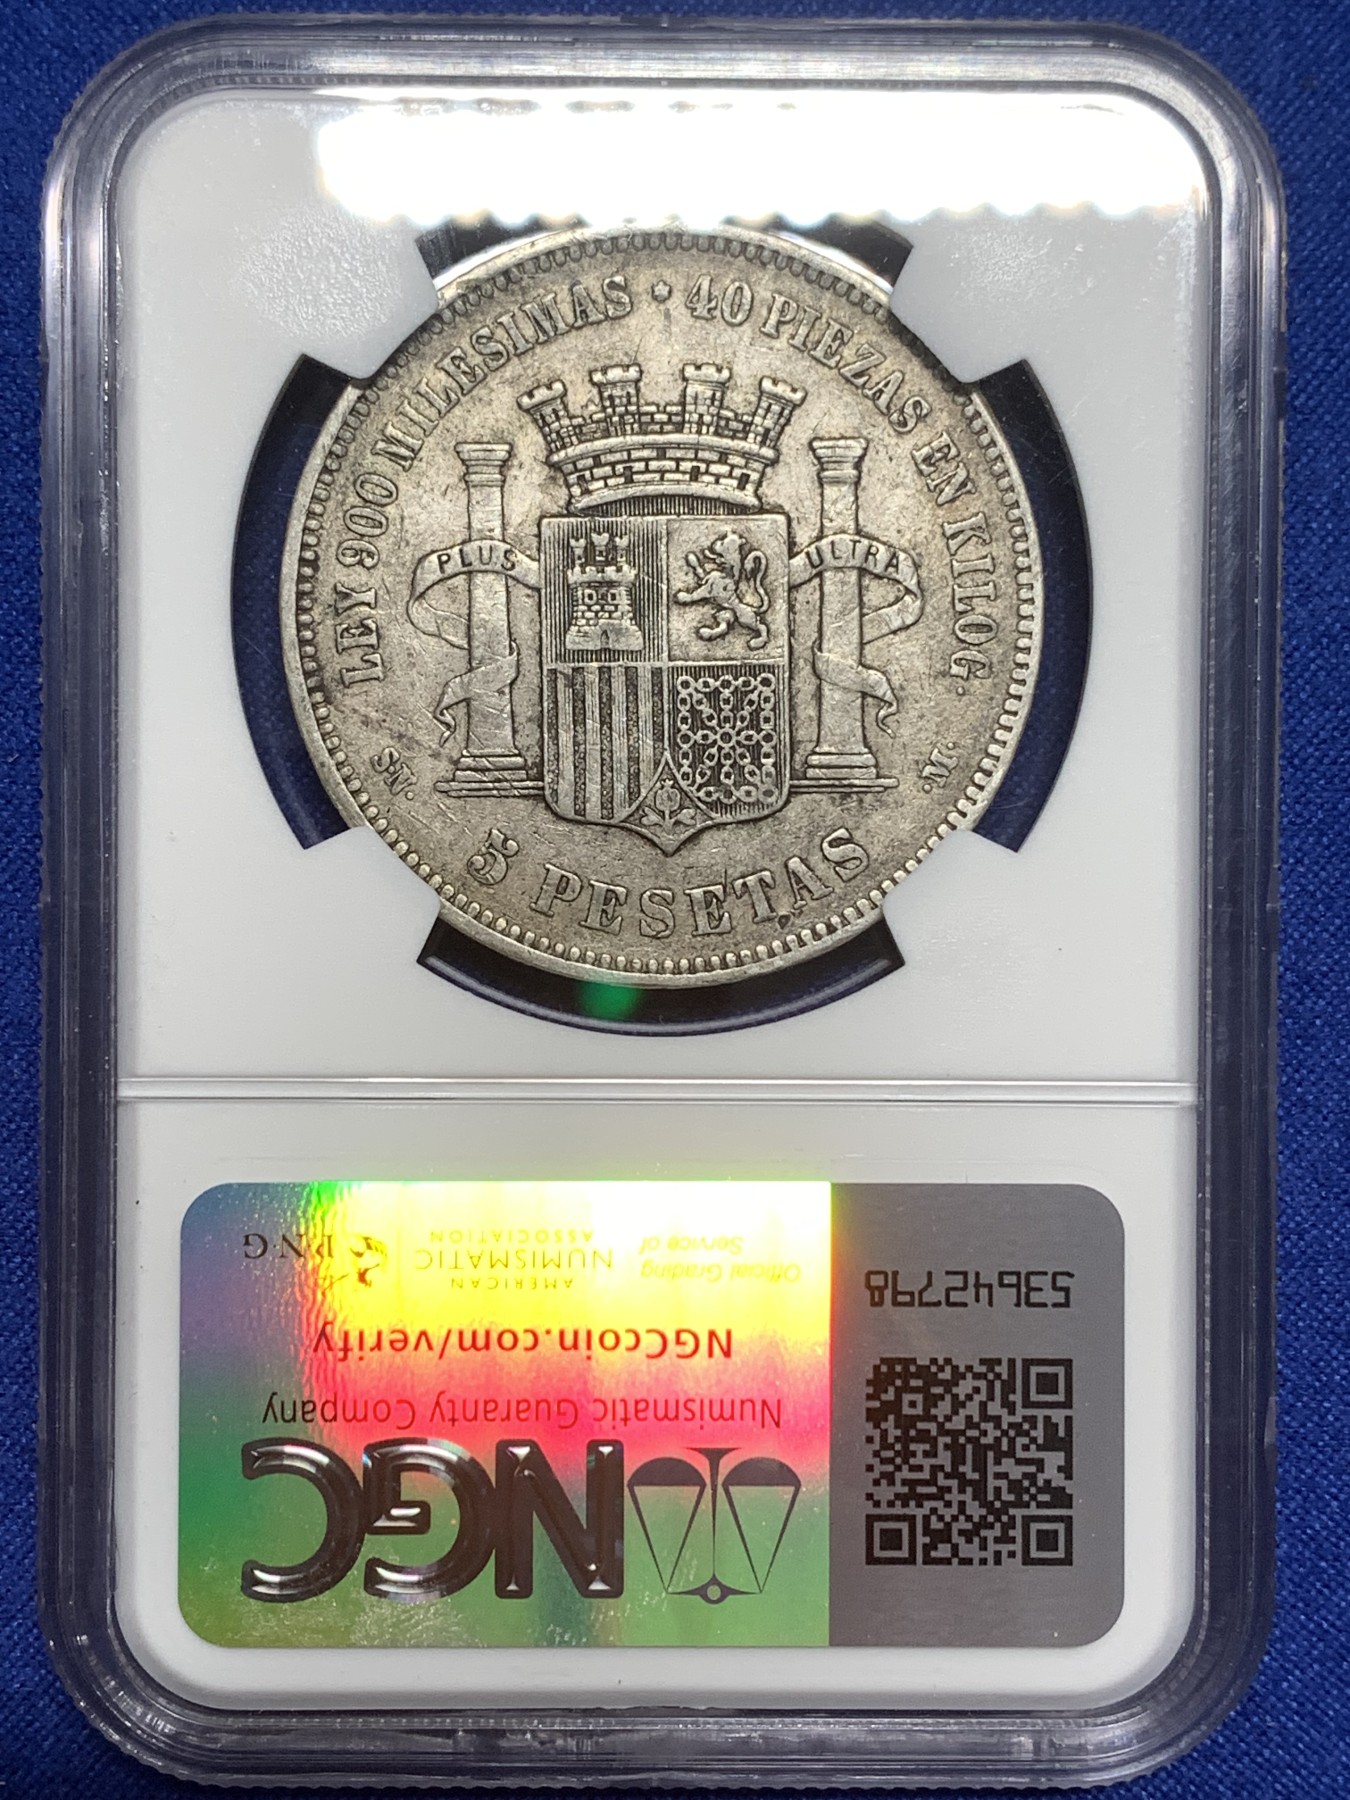 LEY 900 MILESIMAS * 40 PIEZAS EN KILOG.
PLUS ULTRA
SN. .M.
5 PESETAS
NGC
Numismatic Guaranty Company
NGCcoin.com/verify
Official Grading
Service of
AMERICAN
NUMISMATIC
ASSOCIATION
P·N·G
53642798